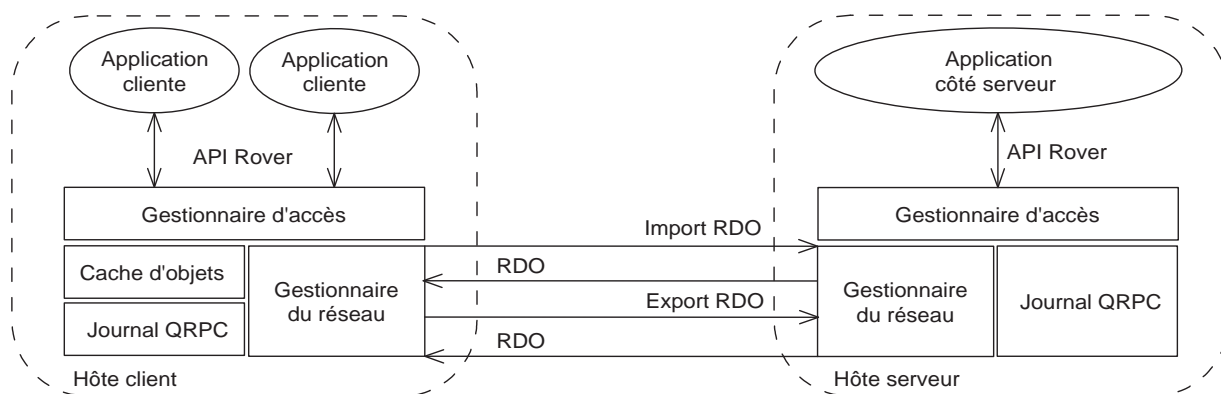 Application
cliente
Application
cliente
Application
côté serveur
API Rover
API Rover
Gestionnaire d'accès
Gestionnaire d'accès
Import RDO
Cache d'objets
RDO
Gestionnaire
du réseau
Gestionnaire
du réseau
Journal QRPC
Export RDO
Journal QRPC
RDO
Hôte client
Hôte serveur